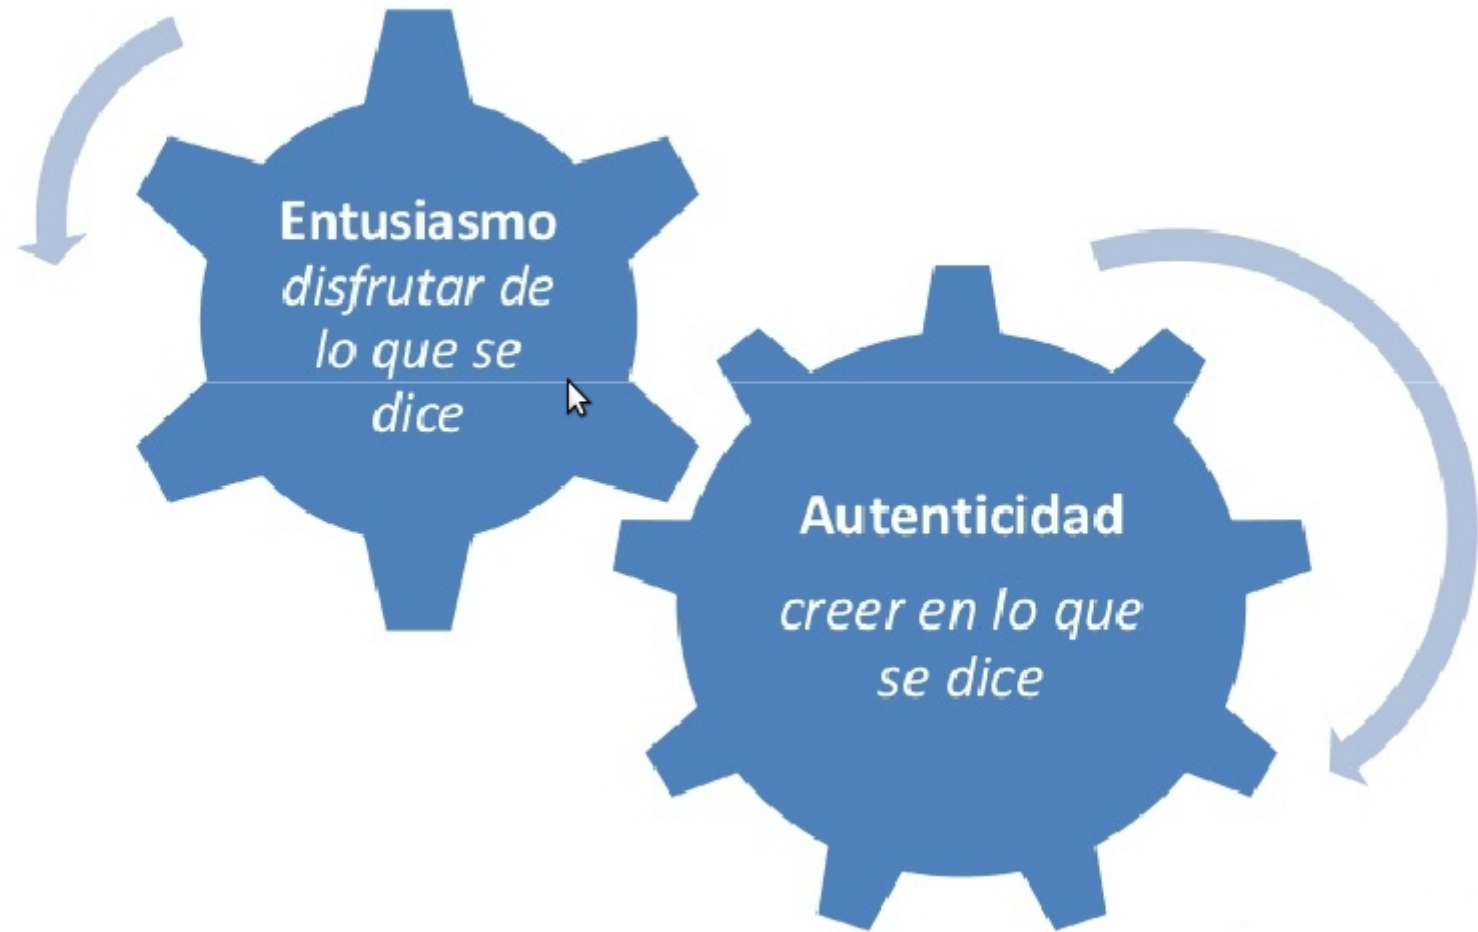 Entusiasmo
disfrutar de
lo que se
dice
Autenticidad
creer en lo que
se dice